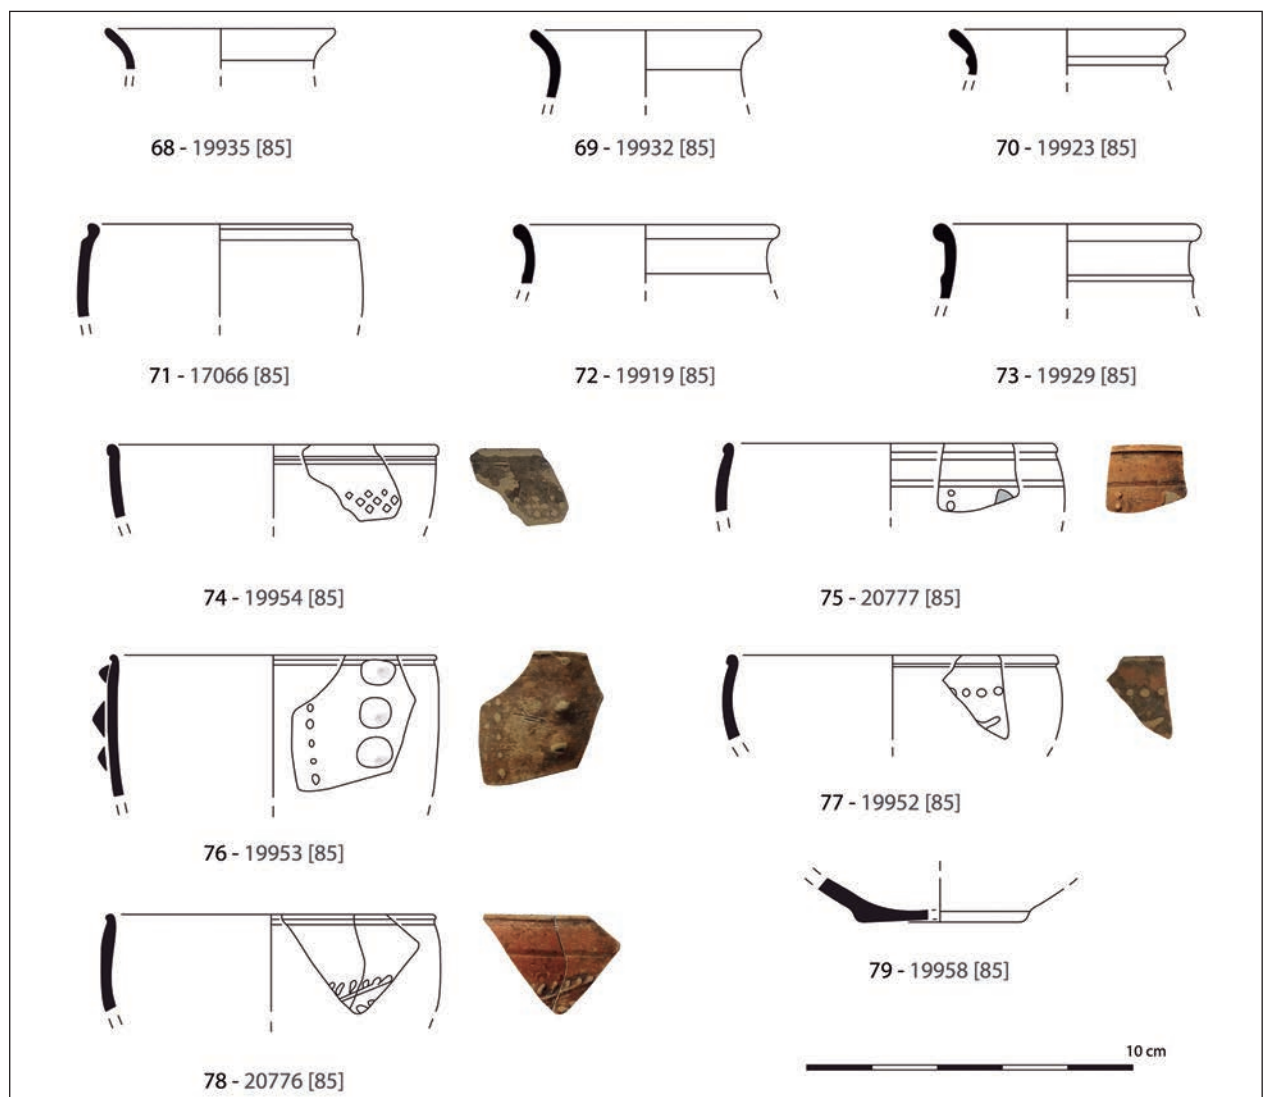 68 - 19935 [85]
69 - 19932 [85]
70 - 19923 [85]
71 - 17066 [85]
72 - 19919 [85]
73 - 19929 [85]
74 - 19954 [85]
75 - 20777 [85]
76 - 19953 [85]
77 - 19952 [85]
78 - 20776 [85]
79 - 19958 [85]
10 cm